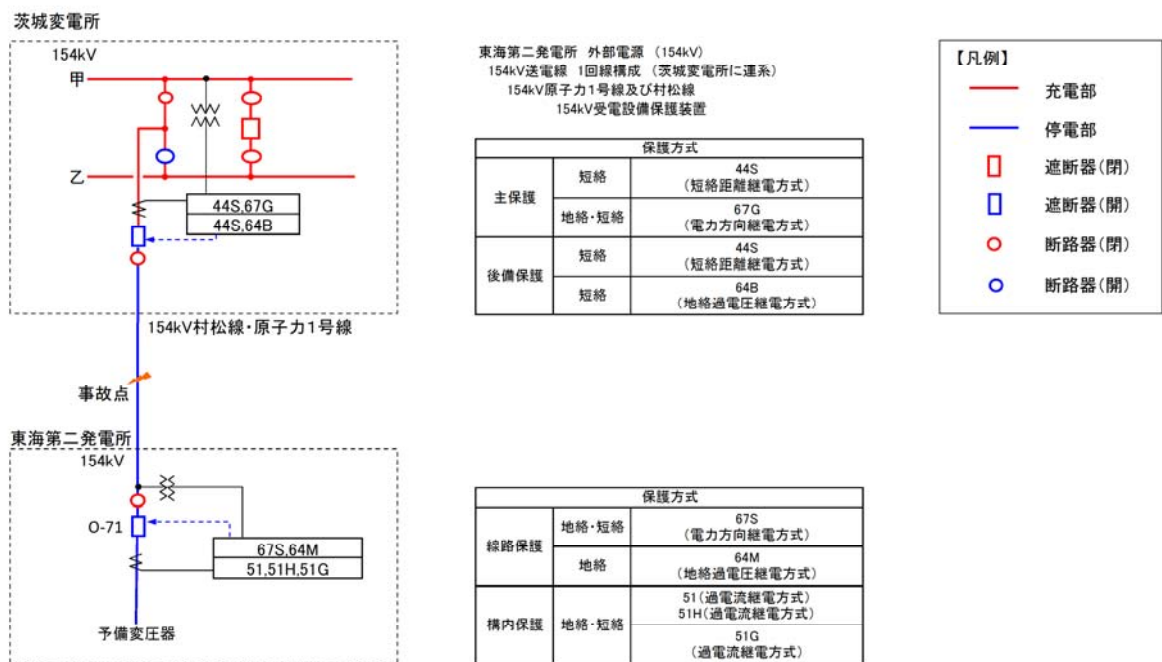 茨城変電所
154kV
甲
乙
44S,67G
44S,64B
154kV村松線・原子力1号線
事故点
東海第二発電所
154kV
O-71
67S,64M
51,51H,51G
予備変圧器
東海第二発電所 外部電源 (154kV)
154kV送電線 1回線構成 (茨城変電所に連系)
154kV原子力1号線及び村松線
154kV受電設備保護装置
保護方式
主保護
短絡
44S
(短絡距離継電方式)
地絡・短絡
67G
(電力方向継電方式)
後備保護
短絡
44S
(短絡距離継電方式)
短絡
64B
(地絡過電圧継電方式)
保護方式
線路保護
地絡・短絡
67S
(電力方向継電方式)
地絡
64M
(地絡過電圧継電方式)
構内保護
地絡・短絡
51(過電流継電方式)
51H(過電流継電方式)
51G
(過電流継電方式)
【凡例】
充電部
停電部
遮断器(閉)
遮断器(開)
断路器(閉)
断路器(開)